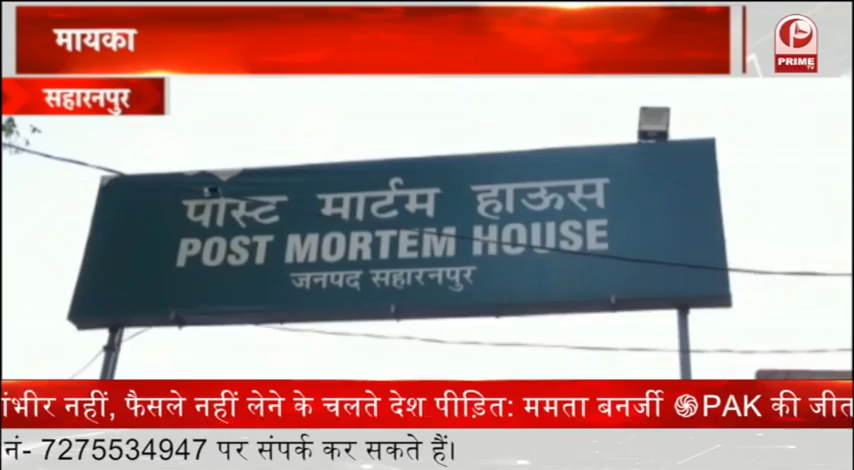 मायका
PRIME
TV
सहारनपुर
पोस्ट मार्टम हाऊस
POST MORTEM HOUSE
जनपद सहारनपुर
गंभीर नहीं, फैसले नहीं लेने के चलते देश पीड़ित: ममता बनर्जी PAK की जीत
नं- 7275534947 पर संपर्क कर सकते हैं।